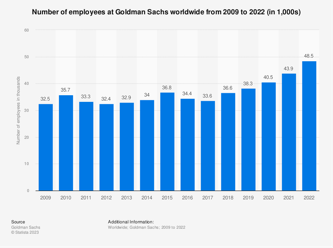 Number of employees at Goldman Sachs worldwide from 2009 to 2022 (in 1,000s)
Number of employees in thousands
60
50
40
30
20
10
0
32.5 35.7 33.3 32.4 32.9 34 36.8 34.4 33.6 36.6 38.3 40.5 43.9 48.5
2009 2010 2011 2012 2013 2014 2015 2016 2017 2018 2019 2020 2021 2022
Source
Goldman Sachs
© Statista 2023
Additional Information:
Worldwide, Goldman Sachs, 2009 to 2022